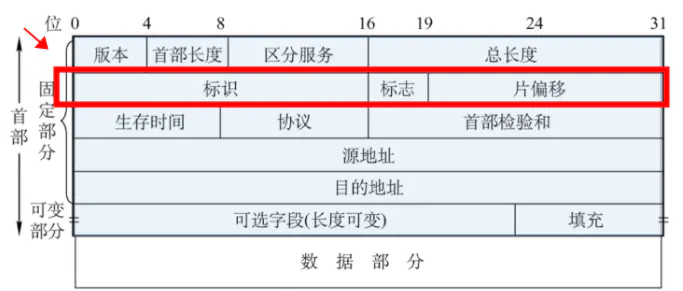 位 0 4 8 16 19 24 31
版本 首部长度 区分服务 总长度
标识 标志 片偏移
生存时间 协议 首部检验和
源地址
目的地址
可选字段(长度可变) 填充
数据部分
首部
固定部分
可变部分